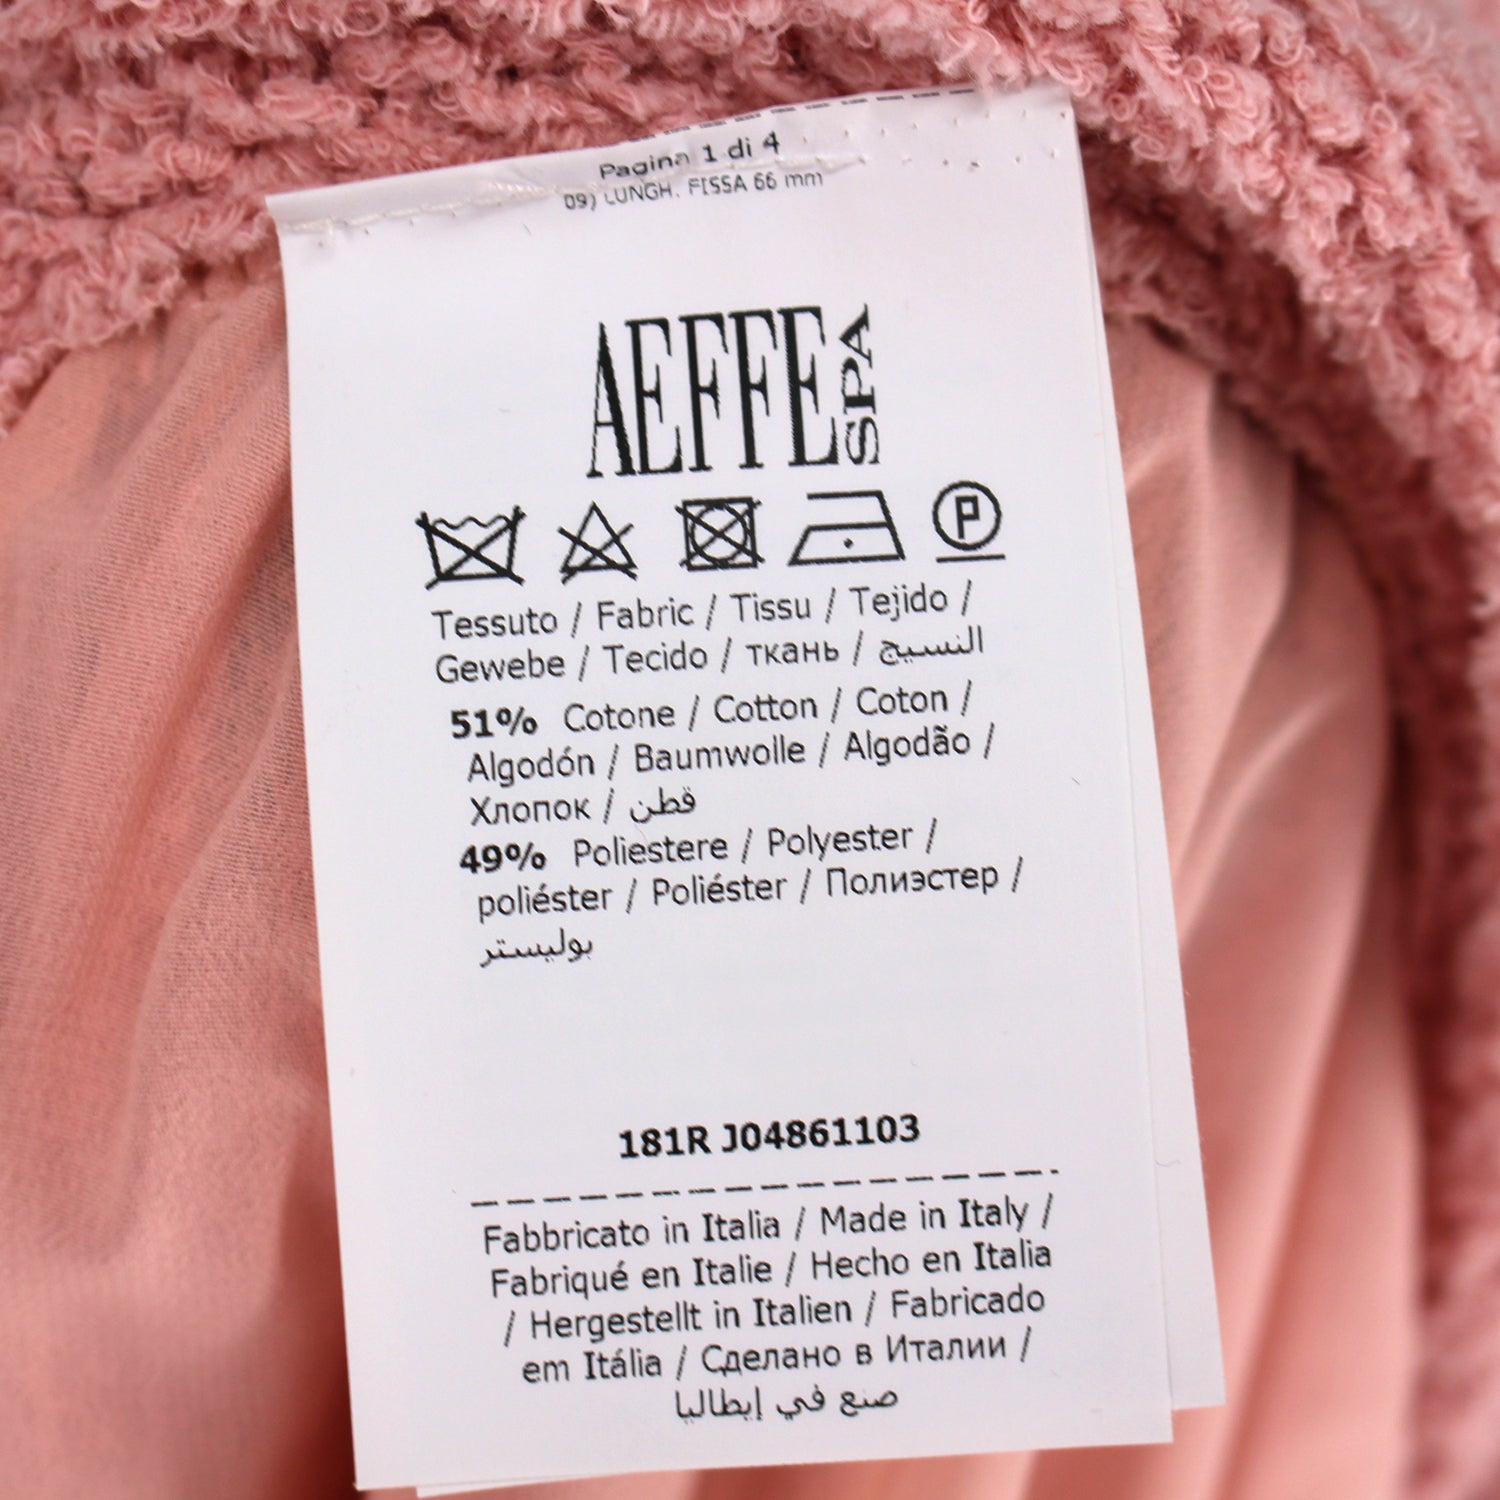 Pagina 1 di 4
09) LUNGH. FISSA 66 mm
AEFFE SPA
P
Tessuto / Fabric / Tissu / Tejido /
Gewebe / Tecido / ткань / النسيج
51% Cotone / Cotton / Coton /
Algodón / Baumwolle / Algodão /
Хлопок / قطن
49% Poliestere / Polyester /
poliéster / Poliéster / Полиэстер /
بوليستر
181R J04861103
Fabbricato in Italia / Made in Italy /
Fabriqué en Italie / Hecho en Italia
/ Hergestellt in Italien / Fabricado
em Itália / Сделано в Италии /
صنع في إيطاليا